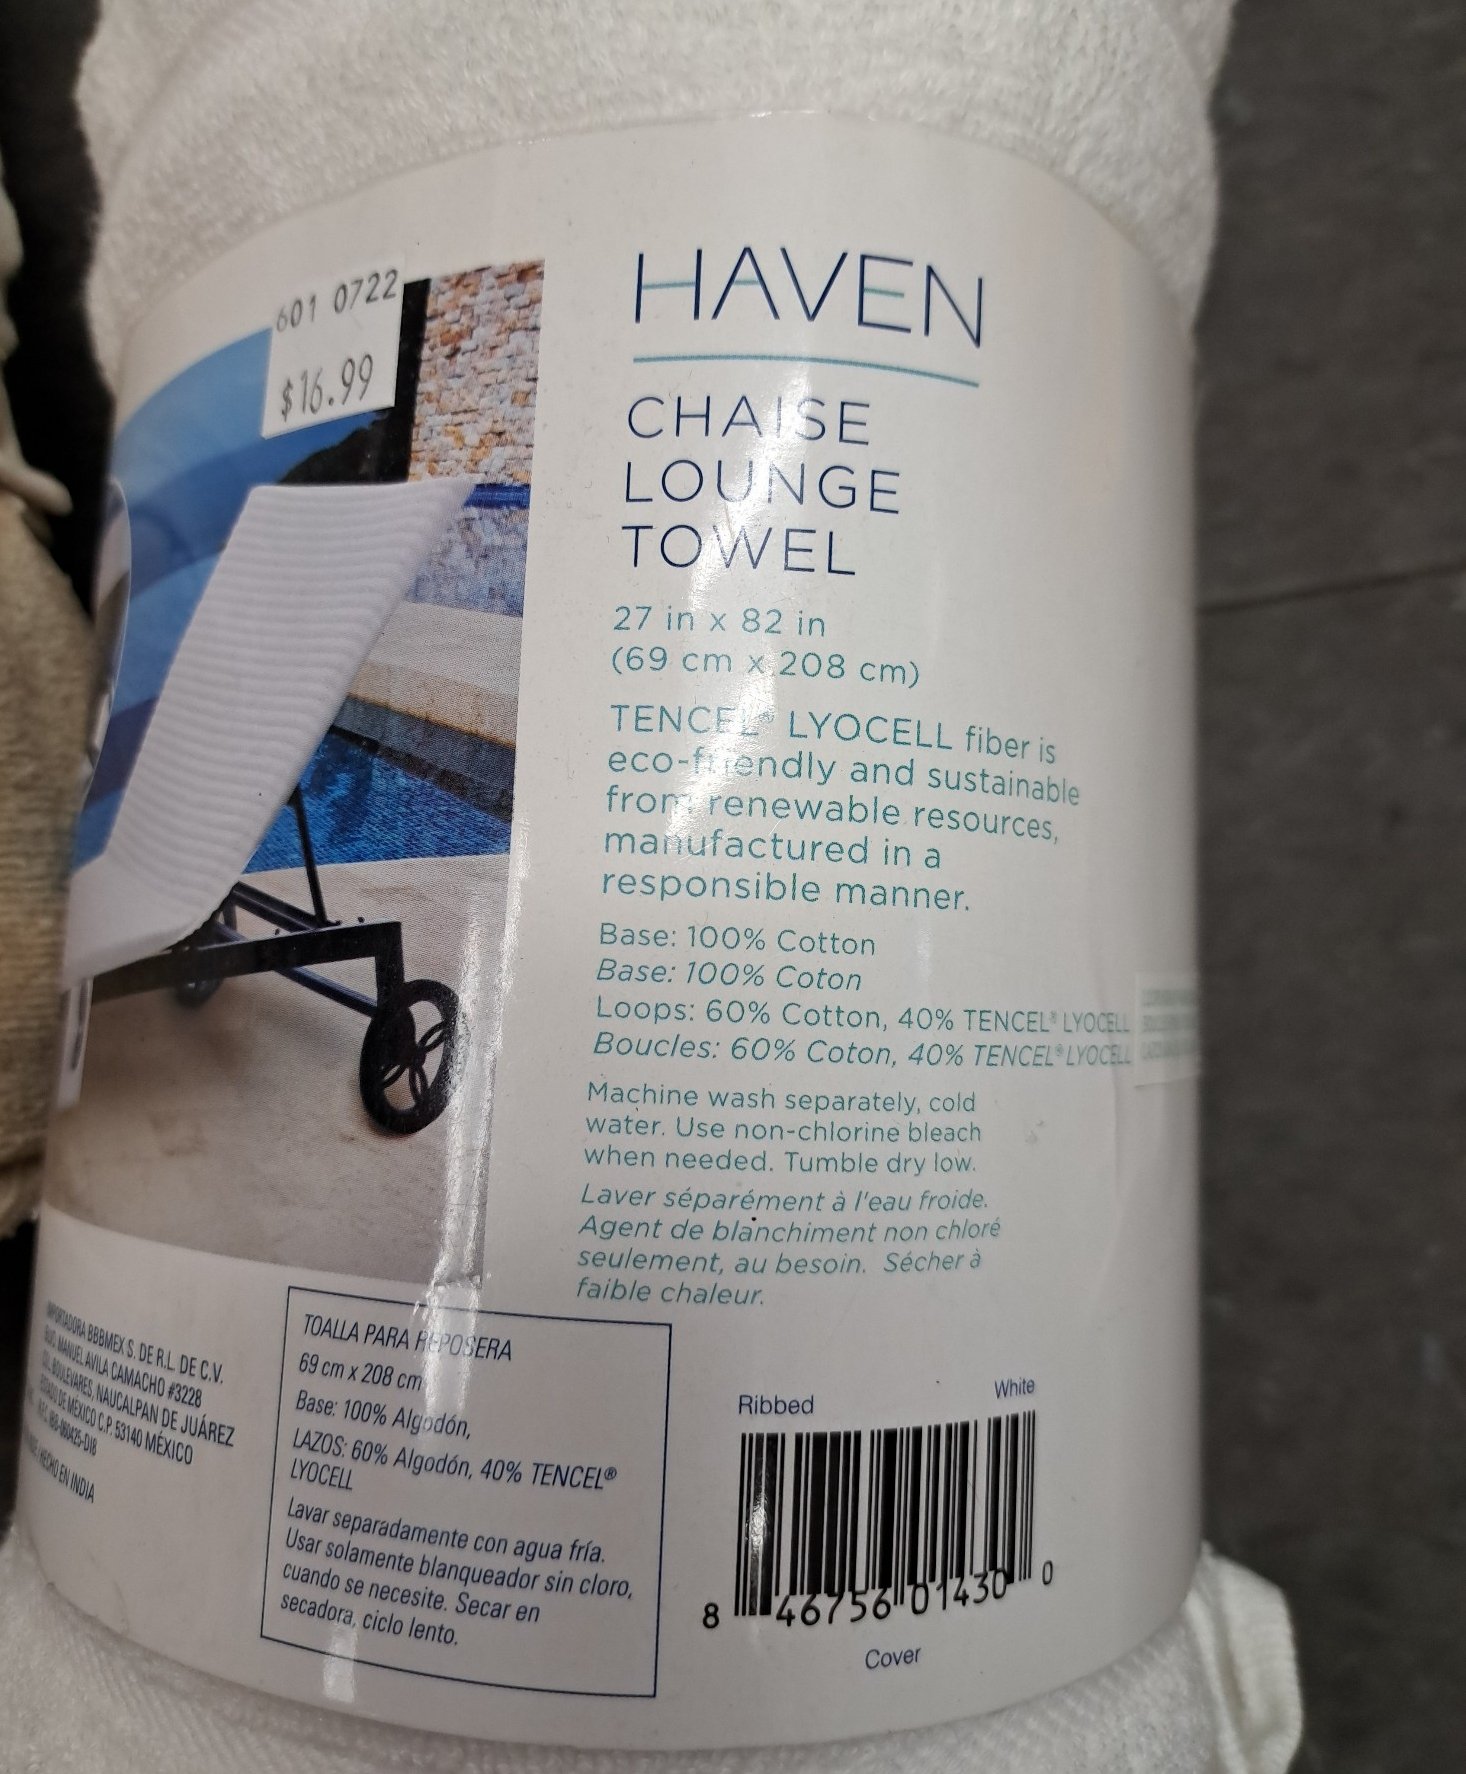 601 0722
$16.99
HAVEN
CHAISE
LOUNGE
TOWEL
27 in x 82 in
(69 cm x 208 cm)
TENCEL® LYOCELL fiber is
eco-friendly and sustainable
from renewable resources,
manufactured in a
responsible manner.
Base: 100% Cotton
Base: 100% Coton
Loops: 60% Cotton, 40% TENCEL® LYOCELL
Boucles: 60% Coton, 40% TENCEL® LYOCELL
Machine wash separately, cold
water. Use non-chlorine bleach
when needed. Tumble dry low.
Laver séparément à l'eau froide.
Agent de blanchiment non chloré
seulement, au besoin. Sécher à
faible chaleur.
IMPORTADORA BBBMEX S. DE R.L. DE C.V.
BLVD. MANUEL AVILA CAMACHO #3228
COL. BOULEVARES, NAUCALPAN DE JUÁREZ
ESTADO DE MÉXICO C.P. 53140 MÉXICO
HECHO EN INDIA
TOALLA PARA REPOSERA
69 cm x 208 cm
Base: 100% Algodón,
LAZOS: 60% Algodón, 40% TENCEL®
LYOCELL
Lavar separadamente con agua fría.
Usar solamente blanqueador sin cloro,
cuando se necesite. Secar en
secadora, ciclo lento.
Ribbed White
8 46756 01430 0
Cover